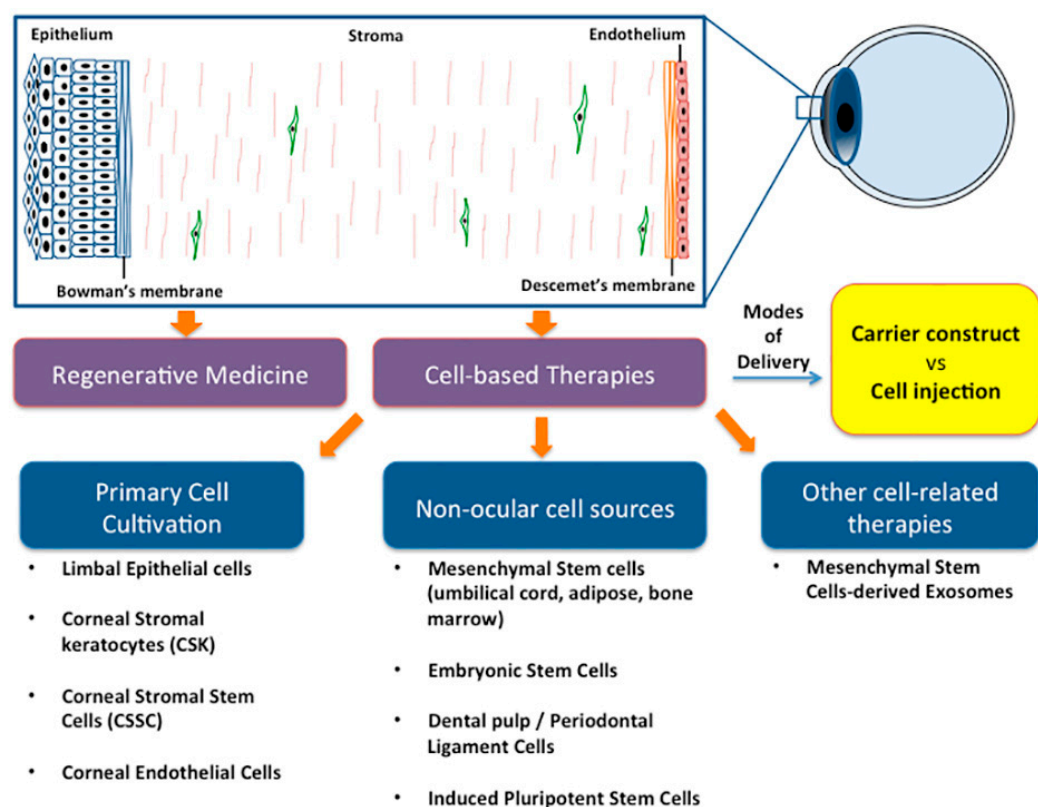 Epithelium
Stroma
Endothelium
Bowman's membrane
Descemet's membrane
Regenerative Medicine
Cell-based Therapies
Modes
of
Delivery
Carrier construct
vs
Cell injection
Primary Cell
Cultivation
• Limbal Epithelial cells
• Corneal Stromal
keratocytes (CSK)
• Corneal Stromal Stem
Cells (CSSC)
• Corneal Endothelial Cells
Non-ocular cell sources
• Mesenchymal Stem cells
(umbilical cord, adipose, bone
marrow)
• Embryonic Stem Cells
• Dental pulp / Periodontal
Ligament Cells
• Induced Pluripotent Stem Cells
Other cell-related
therapies
• Mesenchymal Stem
Cells-derived Exosomes